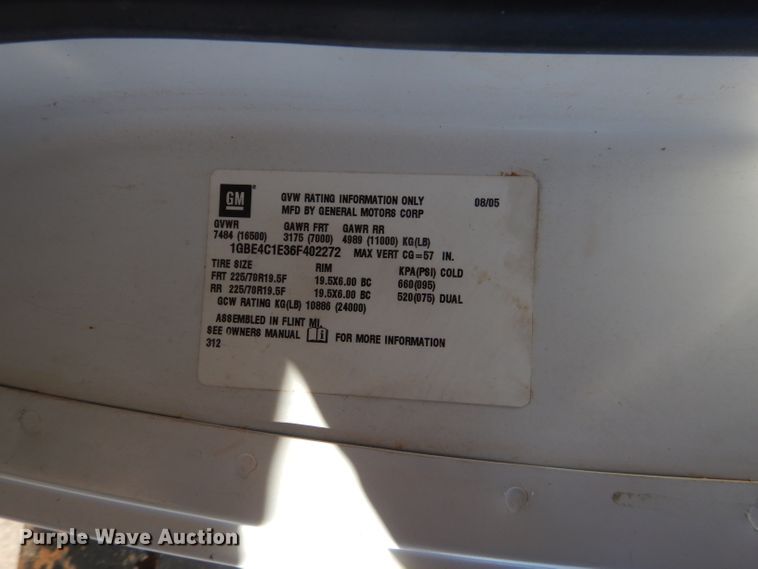 GM
GVW RATING INFORMATION ONLY 08/05
MFD BY GENERAL MOTORS CORP
GVWR GAWR FRT GAWR RR
7484 (16500) 3175 (7000) 4989 (11000) KG(LB)
1GBE4C1E36F402272 MAX VERT CG=57 IN.
TIRE SIZE RIM KPA(PSI) COLD
FRT 225/70R19.5F 19.5X6.00 BC 660(095)
RR 225/70R19.5F 19.5X6.00 BC 520(075) DUAL
GCW RATING KG(LB) 10886 (24000)
ASSEMBLED IN FLINT MI.
SEE OWNERS MANUAL i FOR MORE INFORMATION
312
Purple Wave Auction